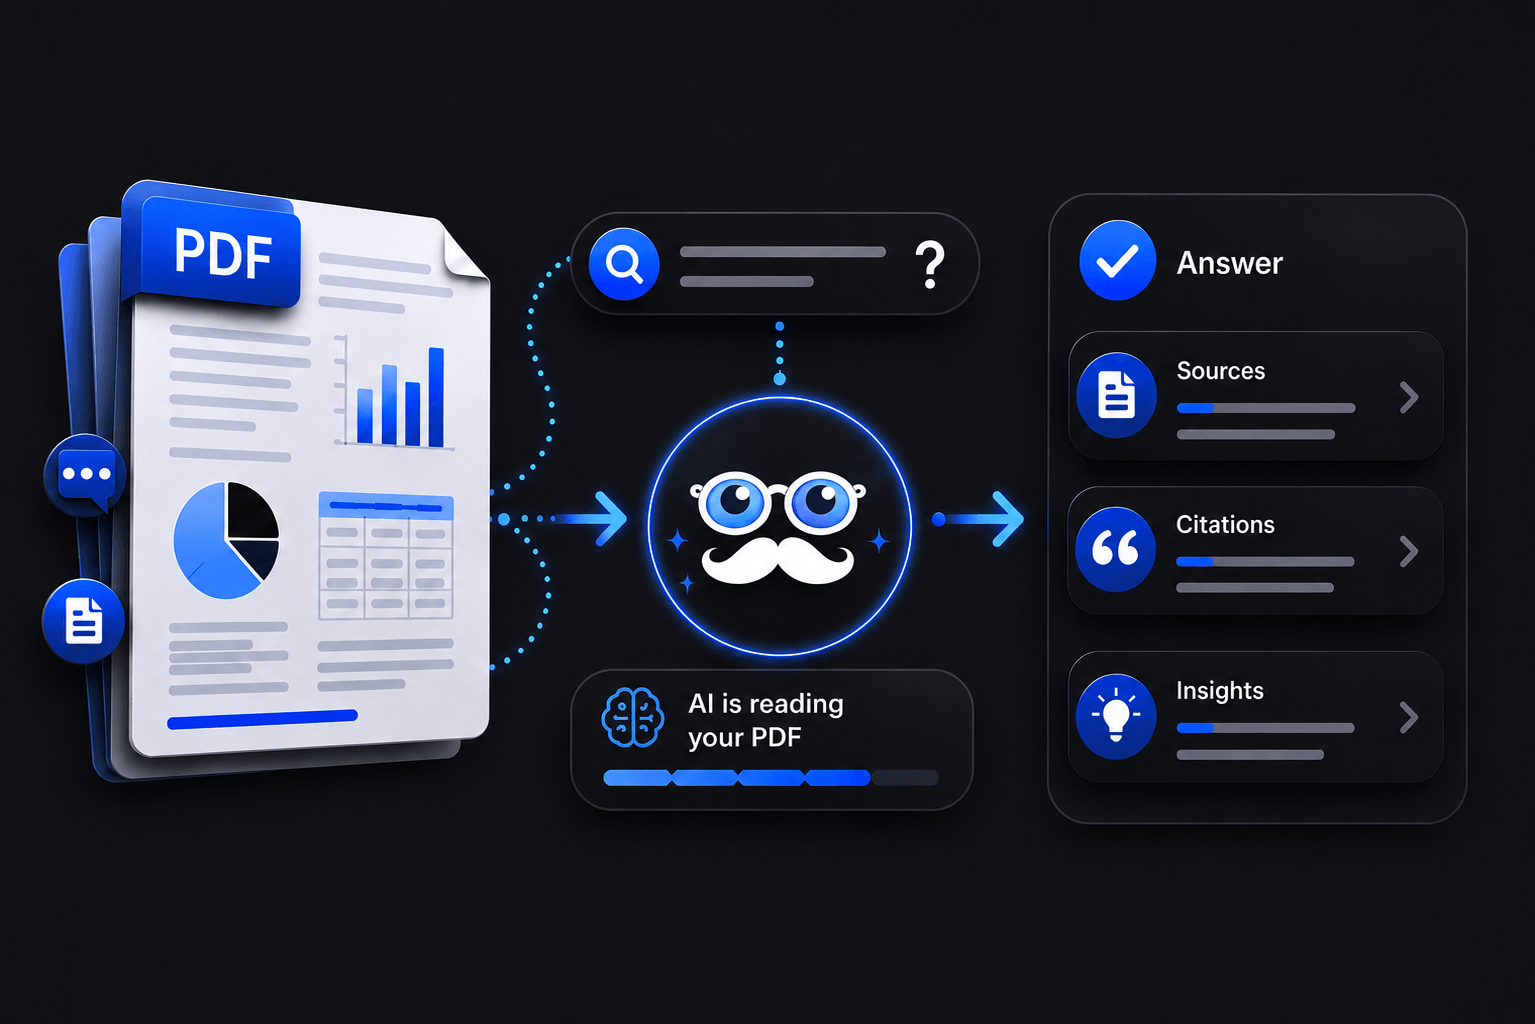 PDF
?
AI is reading
your PDF
Answer
Sources
Citations
Insights